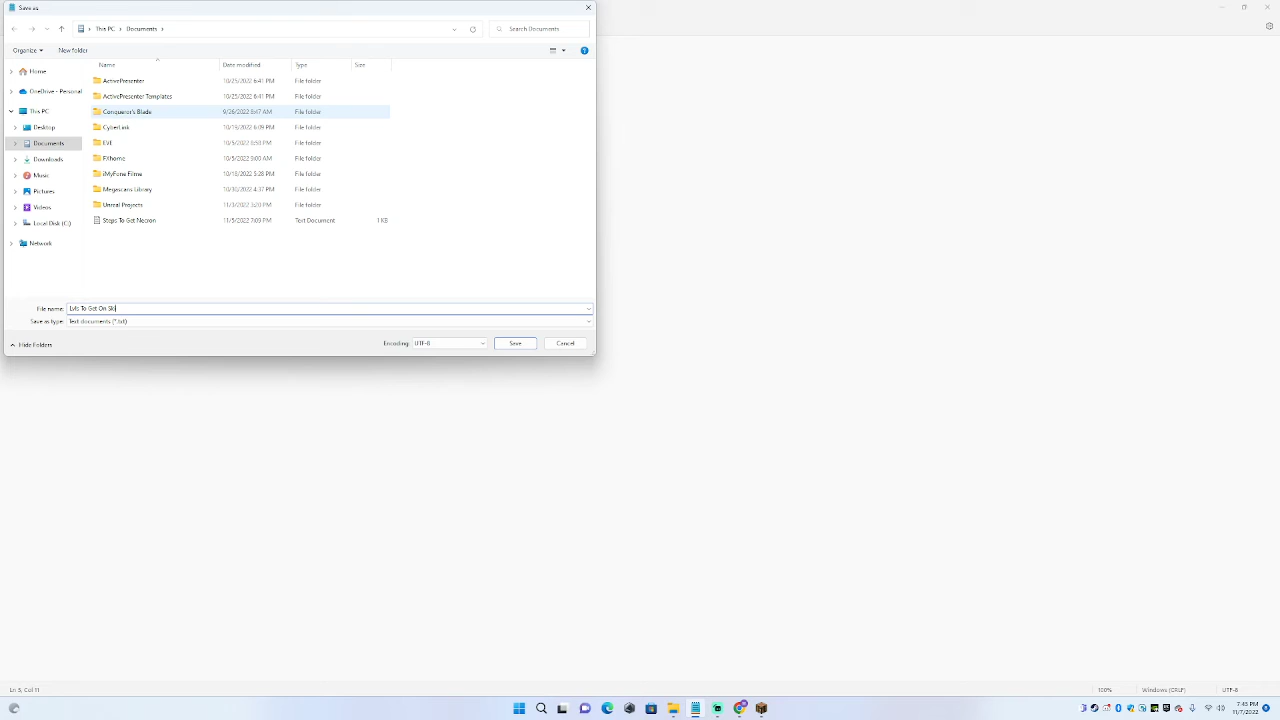 Save as
This PC > Documents >
Search Documents
Organize
New folder
Name
Date modified
Type
Size
Home
OneDrive - Personal
This PC
Desktop
Documents
Downloads
Music
Pictures
Videos
Local Disk (C:)
Network
ActivePresenter 10/25/2022 6:41 PM File folder
ActivePresenter Templates 10/25/2022 6:41 PM File folder
Conqueror's Blade 9/26/2022 8:47 AM File folder
CyberLink 10/13/2022 6:09 PM File folder
EVE 10/5/2022 8:58 PM File folder
FXhome 10/5/2022 9:00 AM File folder
iMyFone Filme 10/18/2022 5:28 PM File folder
Megascans Library 10/30/2022 4:37 PM File folder
Unreal Projects 11/3/2022 3:20 PM File folder
Steps To Get Necron 11/5/2022 7:09 PM Text Document 1 KB
File name: Lvls To Get On Sk
Save as type: Text documents (*.txt)
Hide Folders
Encoding: UTF-8
Save
Cancel
Ln 5, Col 11
100%
Windows (CRLF)
UTF-8
7:45 PM
11/7/2022